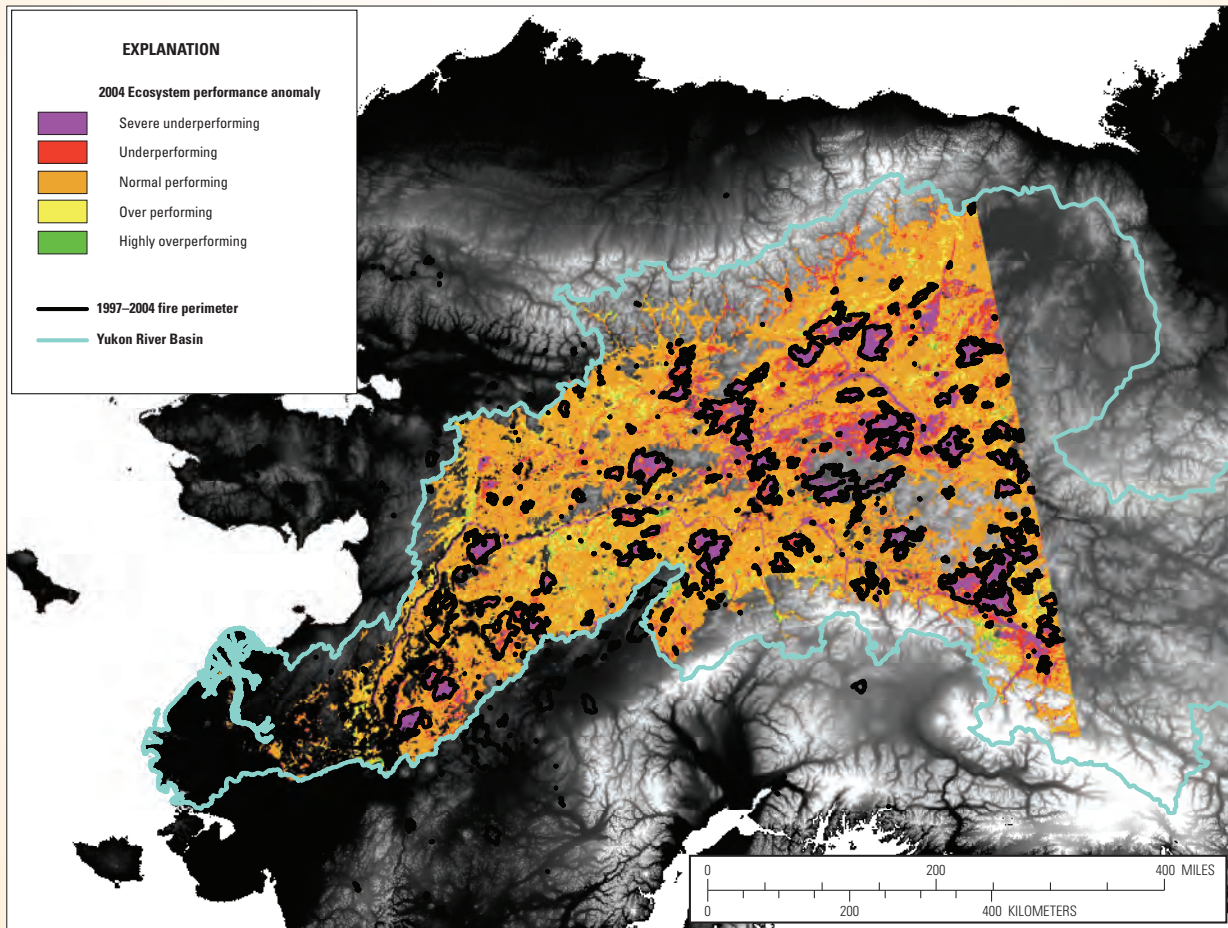 EXPLANATION
2004 Ecosystem performance anomaly
Severe underperforming
Underperforming
Normal performing
Over performing
Highly overperforming
1997–2004 fire perimeter
Yukon River Basin
0 200 400 MILES
0 200 400 KILOMETERS